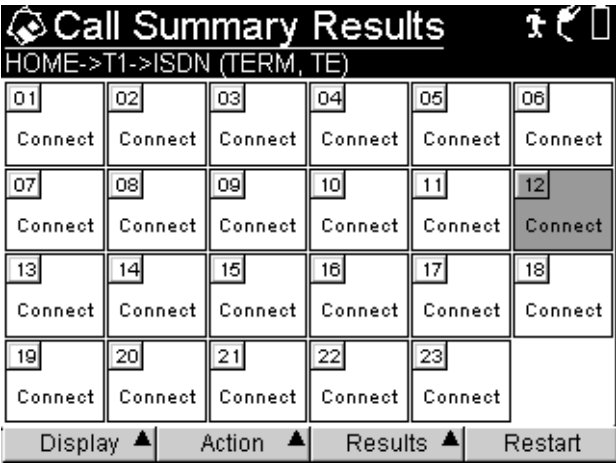 Call Summary Results
HOME->T1->ISDN (TERM, TE)
01 02 03 04 05 06
Connect Connect Connect Connect Connect Connect
07 08 09 10 11 12
Connect Connect Connect Connect Connect Connect
13 14 15 16 17 18
Connect Connect Connect Connect Connect Connect
19 20 21 22 23
Connect Connect Connect Connect Connect
Display Action Results Restart